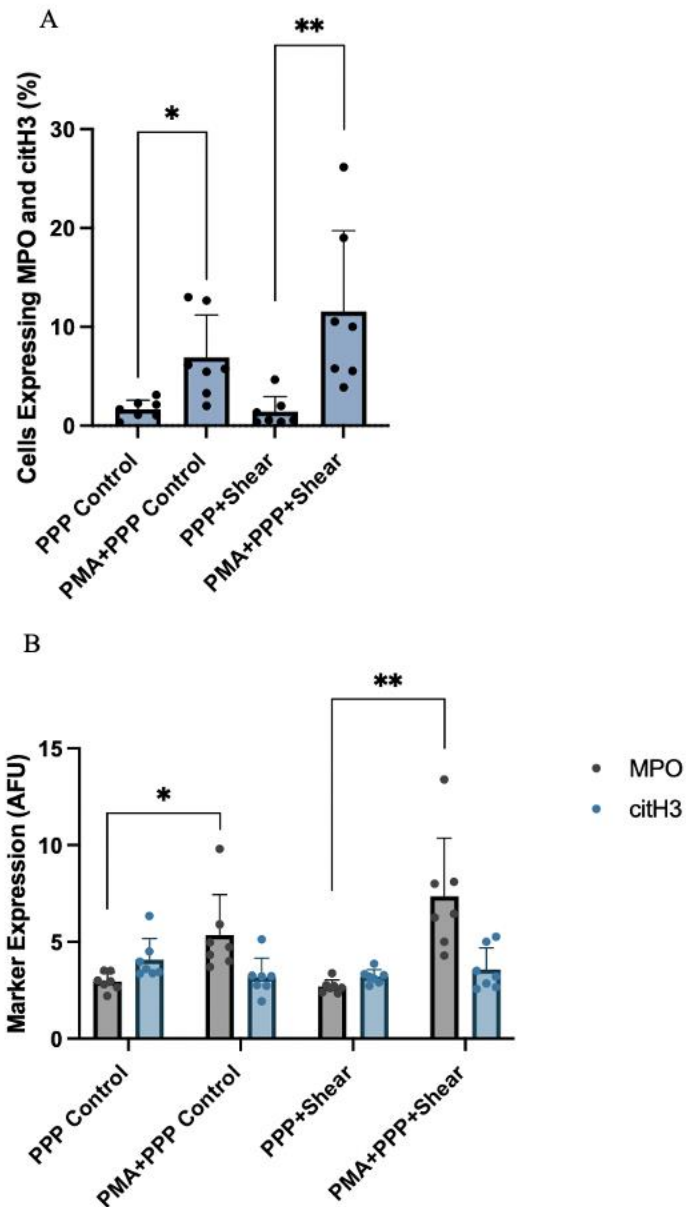 A
**
*
Cells Expressing MPO and citH3 (%)
30
20
10
0
PPP Control
PMA+PPP Control
PPP+Shear
PMA+PPP+Shear
B
**
*
Marker Expression (AFU)
15
10
5
0
PPP Control
PMA+PPP Control
PPP+Shear
PMA+PPP+Shear
MPO
citH3